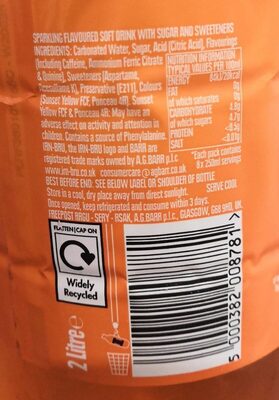 SPARKLING FLAVOURED SOFT DRINK WITH SUGAR AND SWEETENERS
INGREDIENTS: Carbonated Water, Sugar, Acid (Citric Acid), Flavourings
(Including Caffeine, Ammonium Ferric Citrate
& Quinine), Sweeteners (Aspartame,
Acesulfame K), Preservative (E211), Colours
(Sunset Yellow FCF, Ponceau 4R). Sunset
Yellow FCF & Ponceau 4R: May have an
adverse effect on activity and attention in
children. Contains a source of Phenylalanine.
IRN-BRU, the IRN-BRU logo and BARR are
registered trade marks owned by A.G.BARR p.l.c.
www.irn-bru.co.uk consumercare@agbarr.co.uk
NUTRITION INFORMATION
TYPICAL VALUES PER 100ml
ENERGY
FAT
of which saturates
CARBOHYDRATE
of which sugars
PROTEIN
SALT
*Each pack contains
8 x 250ml servings
BEST BEFORE END: SEE BELOW LABEL OR SHOULDER OF BOTTLE
Store in a cool, dry place away from direct sunlight. SERVE COOL
Once opened, keep refrigerated and consume within 3 days.
FREEPOST RRGU - SERY - RSAK, A.G.BARR p.l.c., GLASGOW, G68 9HD, UK.
FLATTEN | CAP ON
Widely
Recycled
2 Litre e
5 000382 008781 >